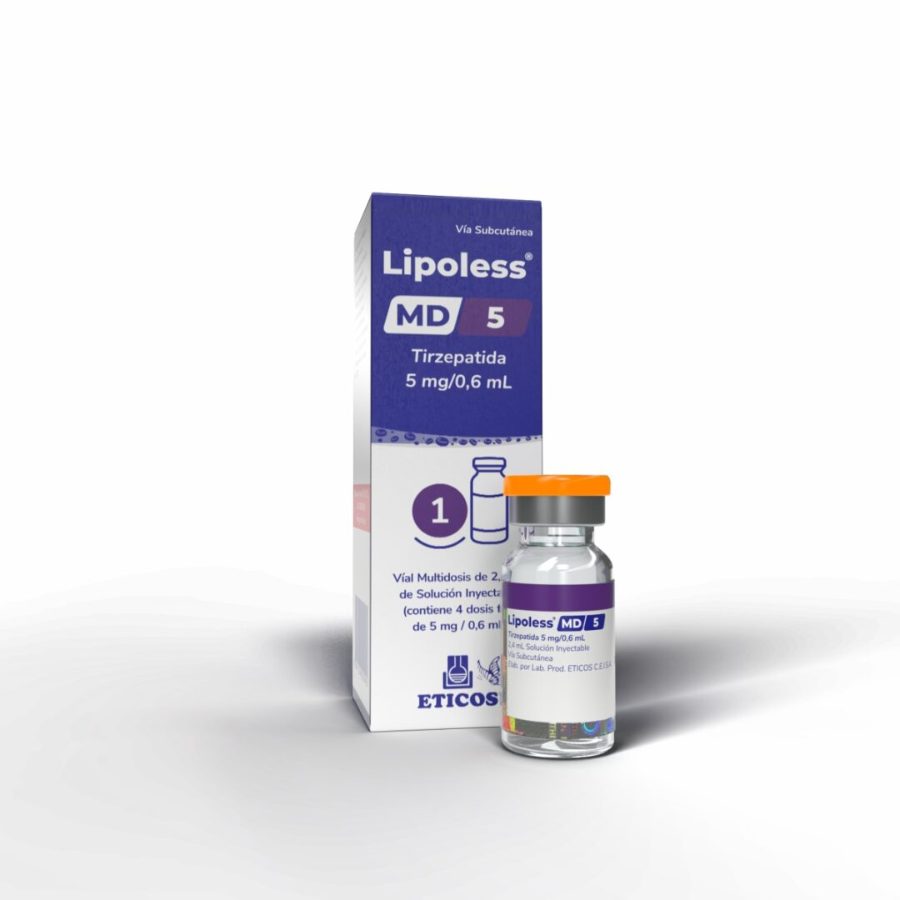 Vía Subcutánea
Lipoless®
MD 5
Tirzepatida
5 mg/0,6 mL
1
Víal Multidosis de 2,
de Solución Inyecta
(contiene 4 dosis
de 5 mg / 0,6 ml
ETICOS
Lipoless® MD 5
Tirzepatida 5 mg/0,6 mL
2,4 mL Solución Inyectable
Vía Subcutánea
Elab. por Lab. Prod. ETICOS C.E.I.S.A.